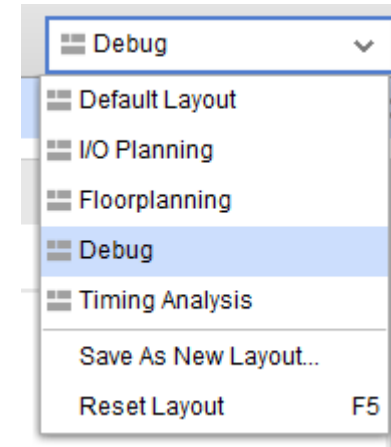 Debug
Default Layout
I/O Planning
Floorplanning
Debug
Timing Analysis
Save As New Layout...
Reset Layout F5